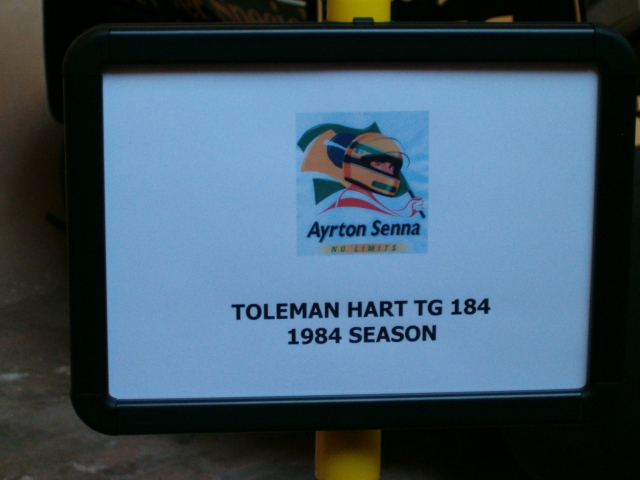 Ayrton Senna
NO LIMITS
TOLEMAN HART TG 184
1984 SEASON